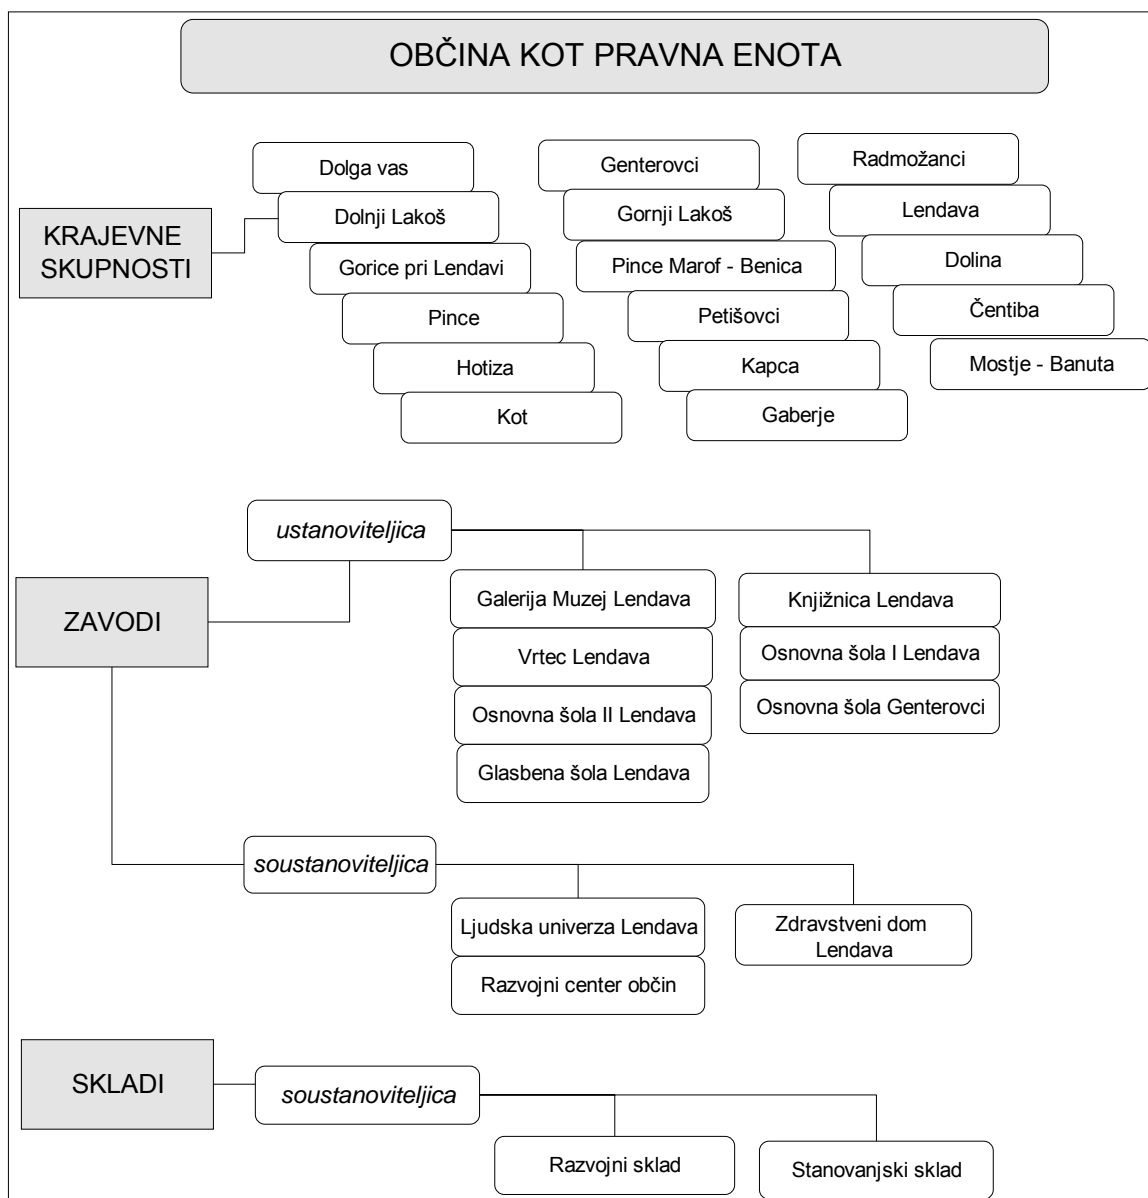 OBČINA KOT PRAVNA ENOTA
KRAJEVNE
SKUPNOSTI
Dolga vas
Dolnji Lakoš
Gorice pri Lendavi
Pince
Hotiza
Kot
Genterovci
Gornji Lakoš
Pince Marof - Benica
Petišovci
Kapca
Gaberje
Radmožanci
Lendava
Dolina
Čentiba
Mostje - Banuta
ZAVODI
ustanoviteljica
Galerija Muzej Lendava
Vrtec Lendava
Osnovna šola II Lendava
Glasbena šola Lendava
Knjižnica Lendava
Osnovna šola I Lendava
Osnovna šola Genterovci
soustanoviteljica
Ljudska univerza Lendava
Razvojni center občin
Zdravstveni dom
Lendava
SKLADI
soustanoviteljica
Razvojni sklad
Stanovanjski sklad